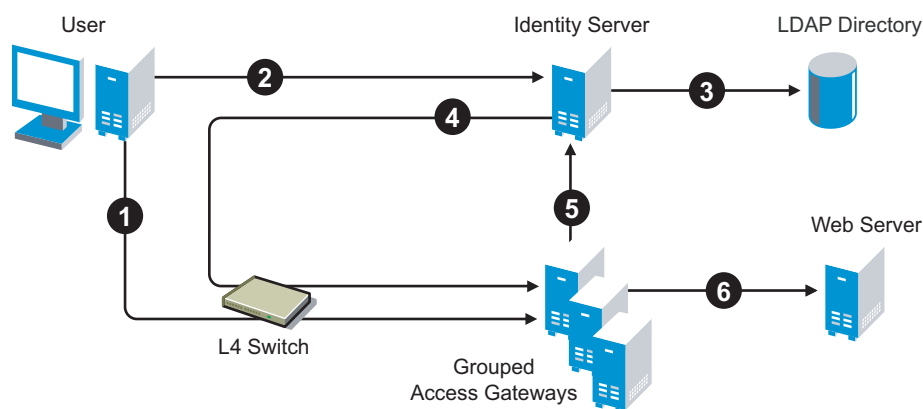 User
Identity Server
LDAP Directory
2
3
4
1
5
Web Server
6
L4 Switch
Grouped
Access Gateways